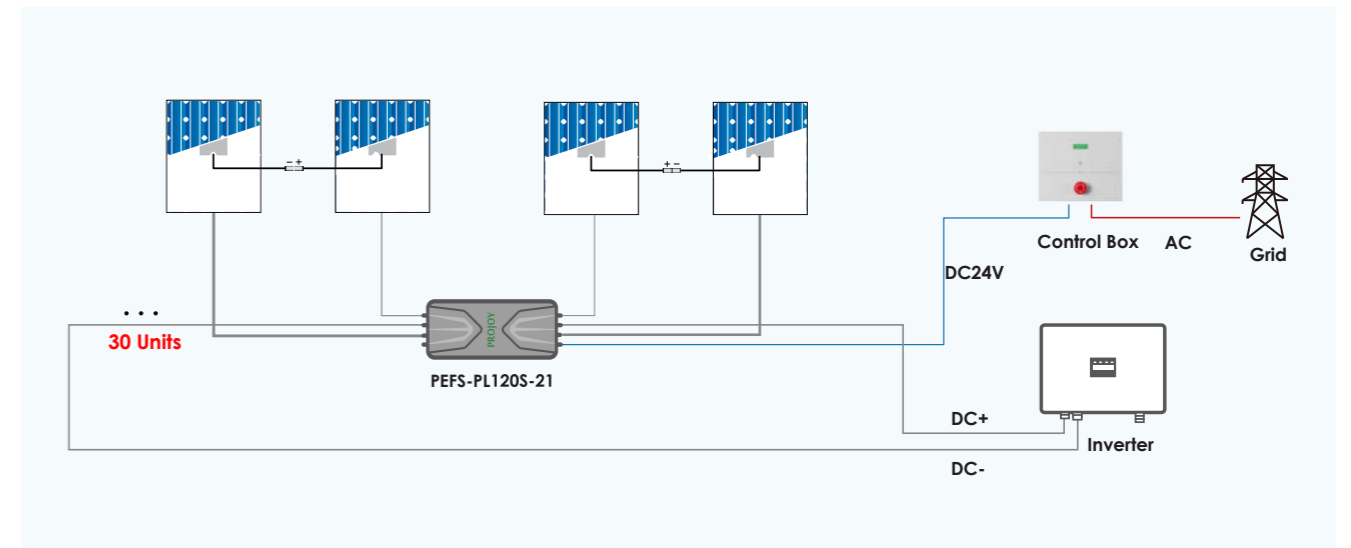 - +
+ -
Control Box
AC
Grid
DC24V
. . .
30 Units
PROJOY
PEFS-PL120S-21
DC+
Inverter
DC-